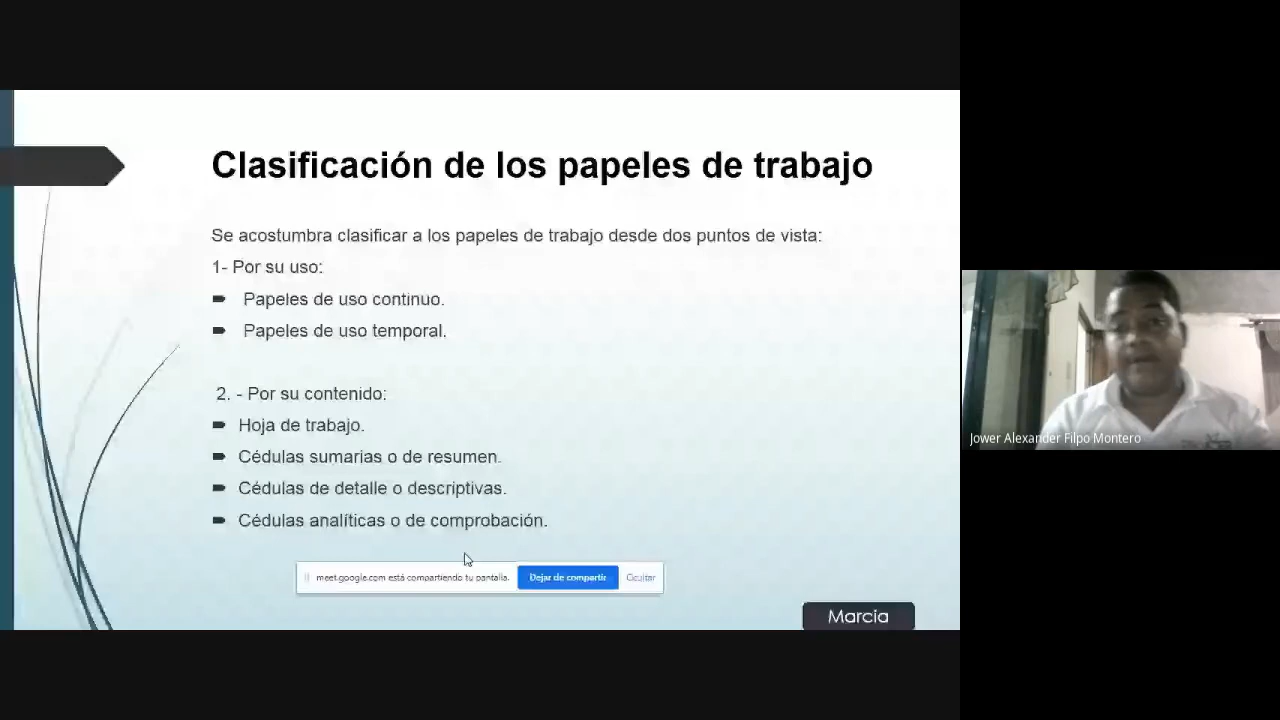 Clasificación de los papeles de trabajo
Se acostumbra clasificar a los papeles de trabajo desde dos puntos de vista:
1- Por su uso:
Papeles de uso continuo.
Papeles de uso temporal.
2. - Por su contenido:
Hoja de trabajo.
Cédulas sumarias o de resumen.
Cédulas de detalle o descriptivas.
Cédulas analíticas o de comprobación.
meet.google.com está compartiendo tu pantalla. Dejar de compartir Ocultar
Marcia
Jower Alexander Filpo Montero